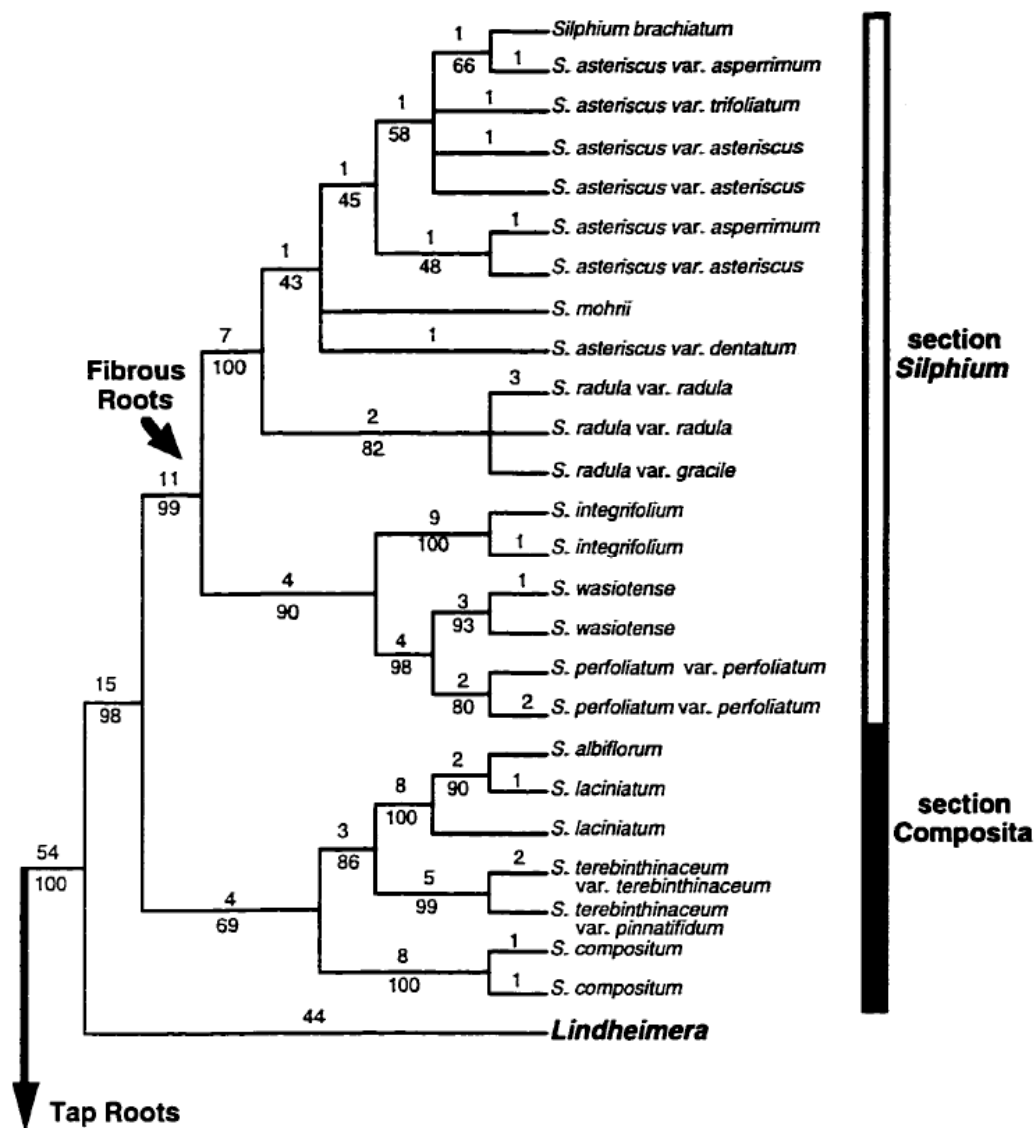 1
Silphium brachiatum
66
1
S. asteriscus var. asperrimum
1
58
1
S. asteriscus var. trifoliatum
1
S. asteriscus var. asteriscus
1
45
S. asteriscus var. asteriscus
1
48
1
S. asteriscus var. asperrimum
S. asteriscus var. asteriscus
1
43
S. mohrii
1
S. asteriscus var. dentatum
7
100
Fibrous
Roots
3
S. radula var. radula
2
82
S. radula var. radula
S. radula var. gracile
section
Silphium
11
99
9
100
S. integrifolium
1
S. integrifolium
4
90
1
S. wasiotense
3
93
S. wasiotense
4
98
S. perfoliatum var. perfoliatum
2
80
2
S. perfoliatum var. perfoliatum
15
98
S. albiflorum
2
90
1
S. laciniatum
8
100
S. laciniatum
section
Composita
3
86
2
S. terebinthinaceum
var. terebinthinaceum
5
99
S. terebinthinaceum
var. pinnatifidum
54
100
4
69
1
S. compositum
8
100
1
S. compositum
44
Lindheimera
Tap Roots